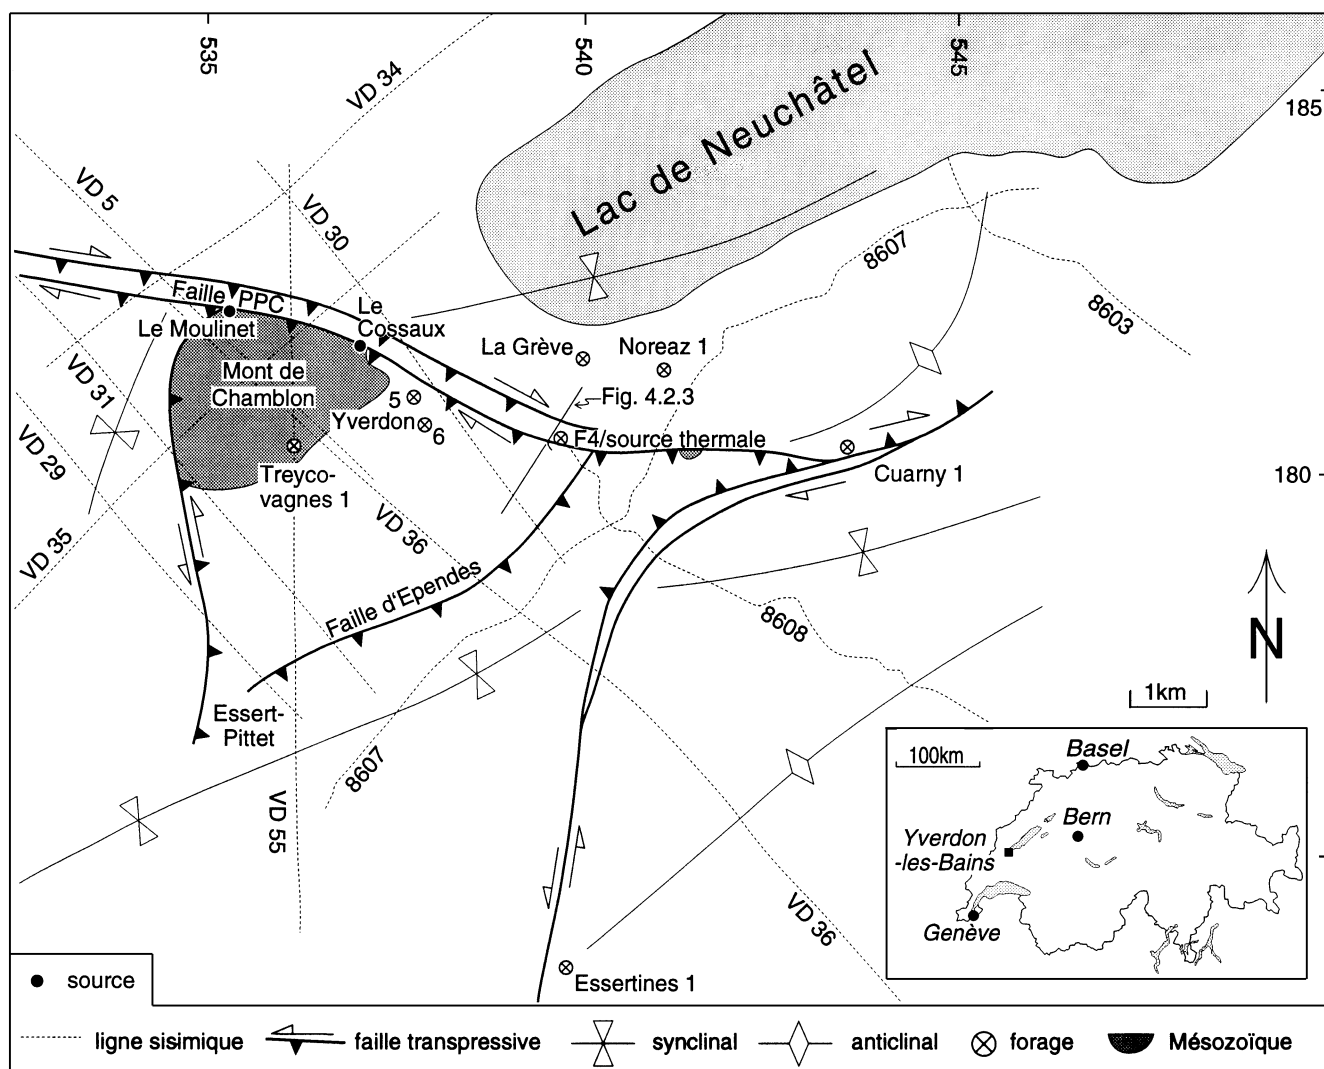 535
540
545
185
VD 34
Lac de Neuchâtel
VD 5
VD 30
8607
8603
Faille PPC
Le Moulinet
Le
Cossaux
La Grève
Noreaz 1
Mont de
Chamblon
Fig. 4.2.3
5
Yverdon
6
F4/source thermale
VD 31
VD 29
Treyco-
vagnes 1
Cuarny 1
180
VD 35
VD 36
Faille d'Ependes
8608
N
Essert-
Pittet
1km
8607
VD 55
100km
Basel
Bern
Yverdon
-les-Bains
Genève
VD 36
Essertines 1
source
ligne sisimique
faille transpressive
synclinal
anticlinal
forage
Mésozoïque